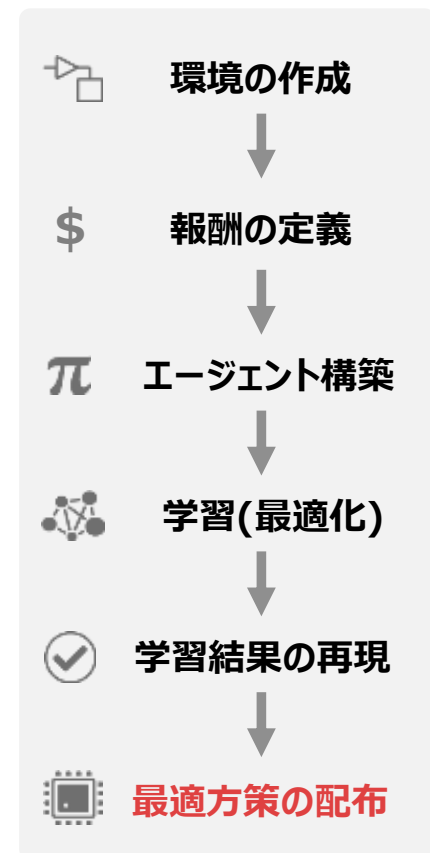 環境の作成
$ 報酬の定義
π エージェント構築
学習(最適化)
学習結果の再現
最適方策の配布